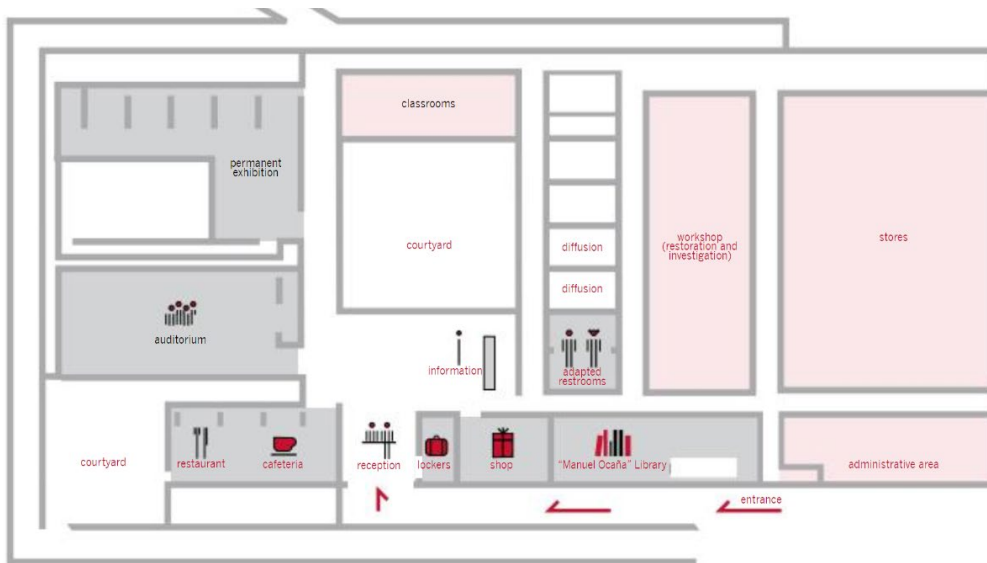 classrooms
permanent
exhibition
courtyard
diffusion
workshop
(restoration and
investigation)
stores
diffusion
auditorium
information
adapted
restrooms
courtyard
restaurant
cafeteria
reception
lockers
shop
"Manuel Ocaña" Library
administrative area
entrance